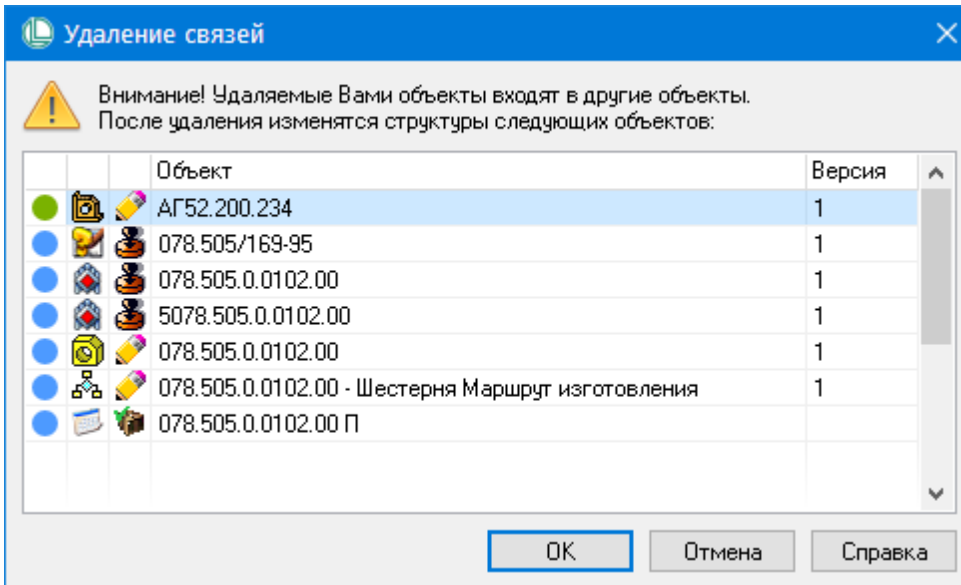 Удаление связей
Внимание! Удаляемые Вами объекты входят в другие объекты.
После удаления изменятся структуры следующих объектов:
Объект Версия
АГ52.200.234 1
078.505/169-95 1
078.505.0.0102.00 1
5078.505.0.0102.00 1
078.505.0.0102.00 1
078.505.0.0102.00 - Шестерня Маршрут изготовления 1
078.505.0.0102.00 П
OK Отмена Справка